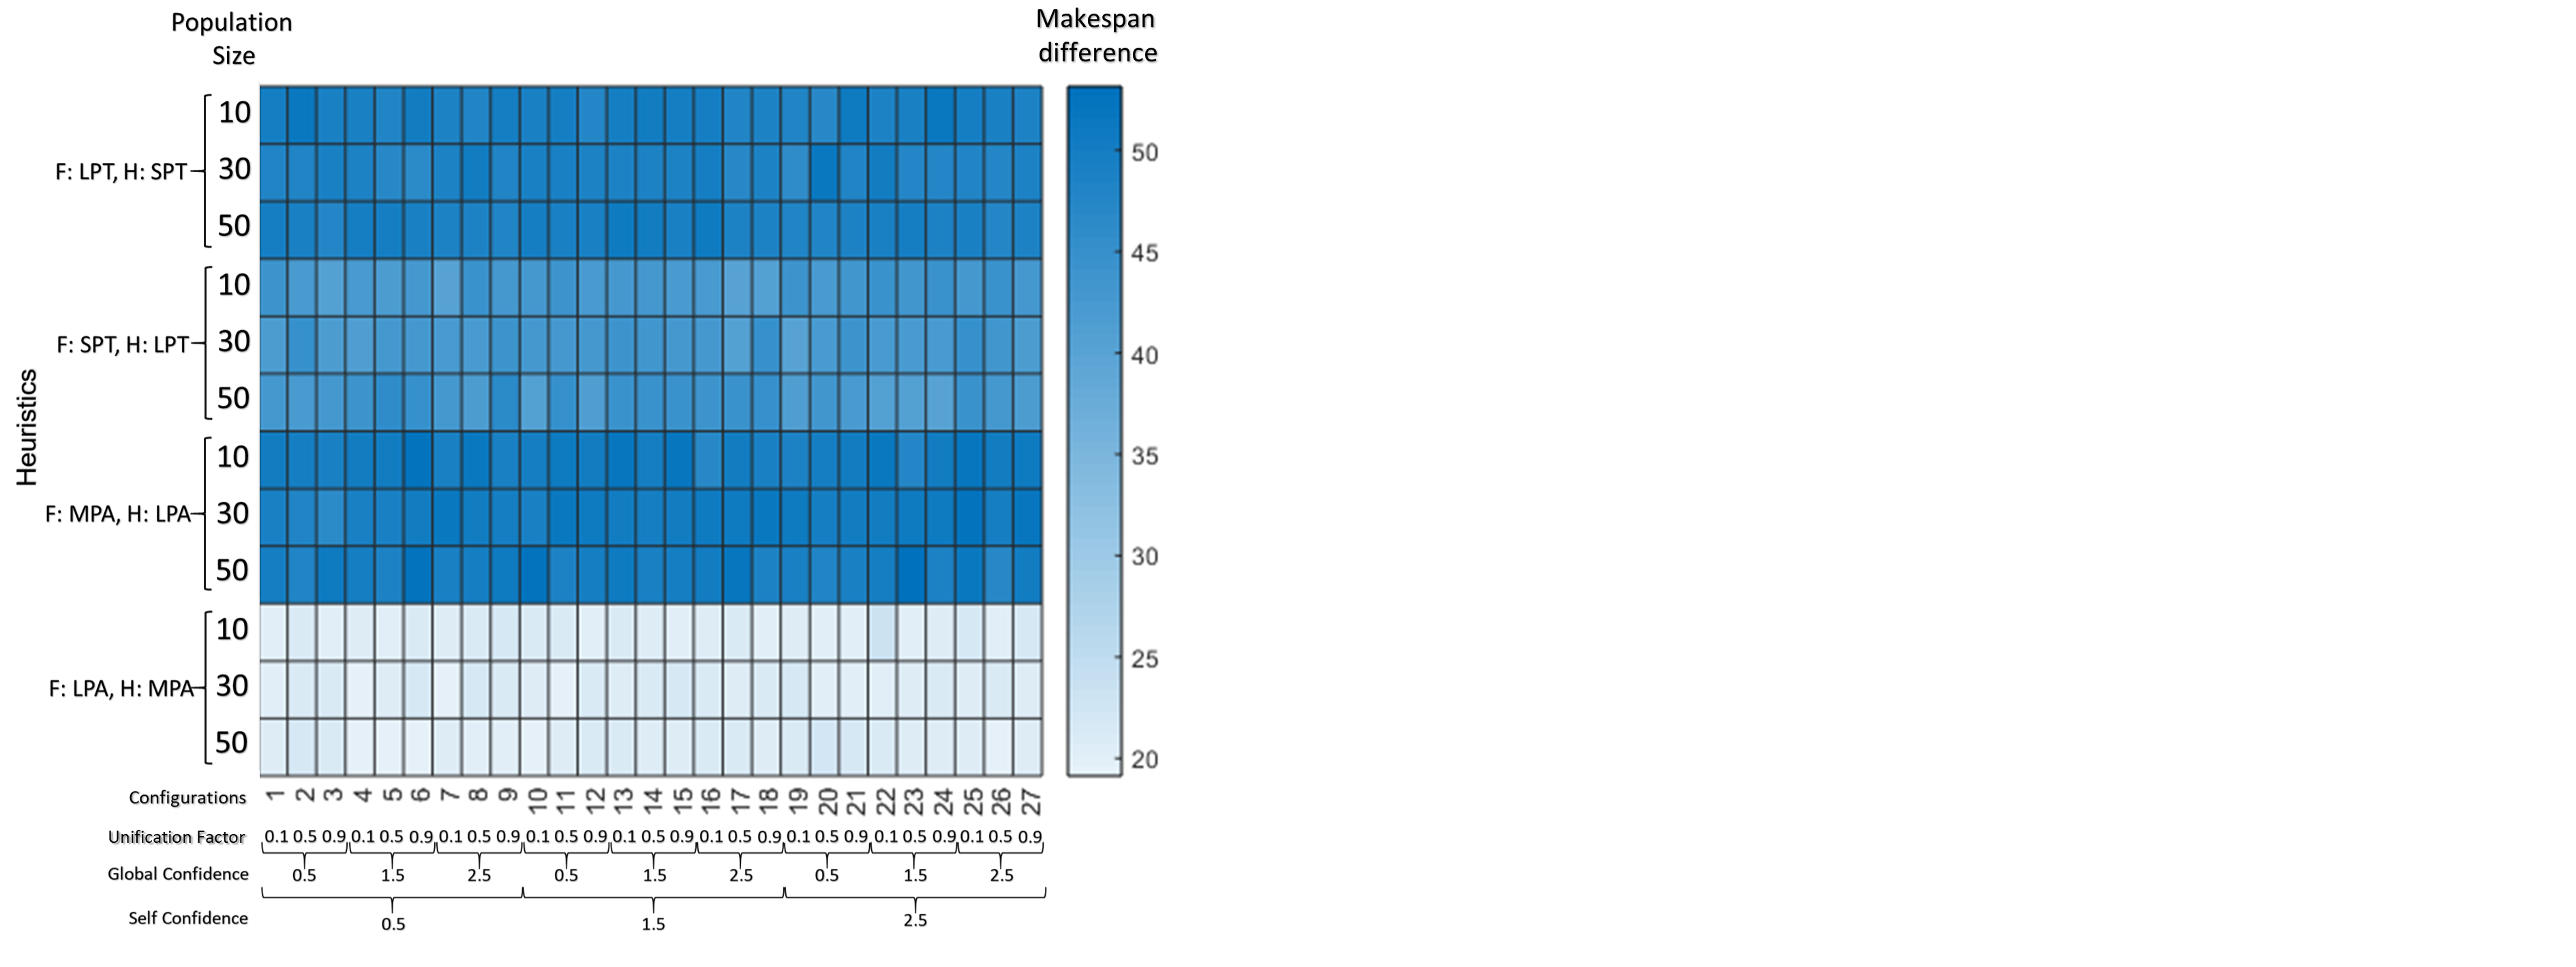 Population
Size
Makespan
difference
F: LPT, H: SPT
10
30
50
F: SPT, H: LPT
10
30
50
F: MPA, H: LPA
10
30
50
F: LPA, H: MPA
10
30
50
Heuristics
50
45
40
35
30
25
20
Configurations 1 2 3 4 5 6 7 8 9 10 11 12 13 14 15 16 17 18 19 20 21 22 23 24 25 26 27
Unification Factor 0.1 0.5 0.9 0.1 0.5 0.9 0.1 0.5 0.9 0.1 0.5 0.9 0.1 0.5 0.9 0.1 0.5 0.9 0.1 0.5 0.9 0.1 0.5 0.9 0.1 0.5 0.9
Global Confidence 0.5 1.5 2.5 0.5 1.5 2.5 0.5 1.5 2.5
Self Confidence 0.5 1.5 2.5